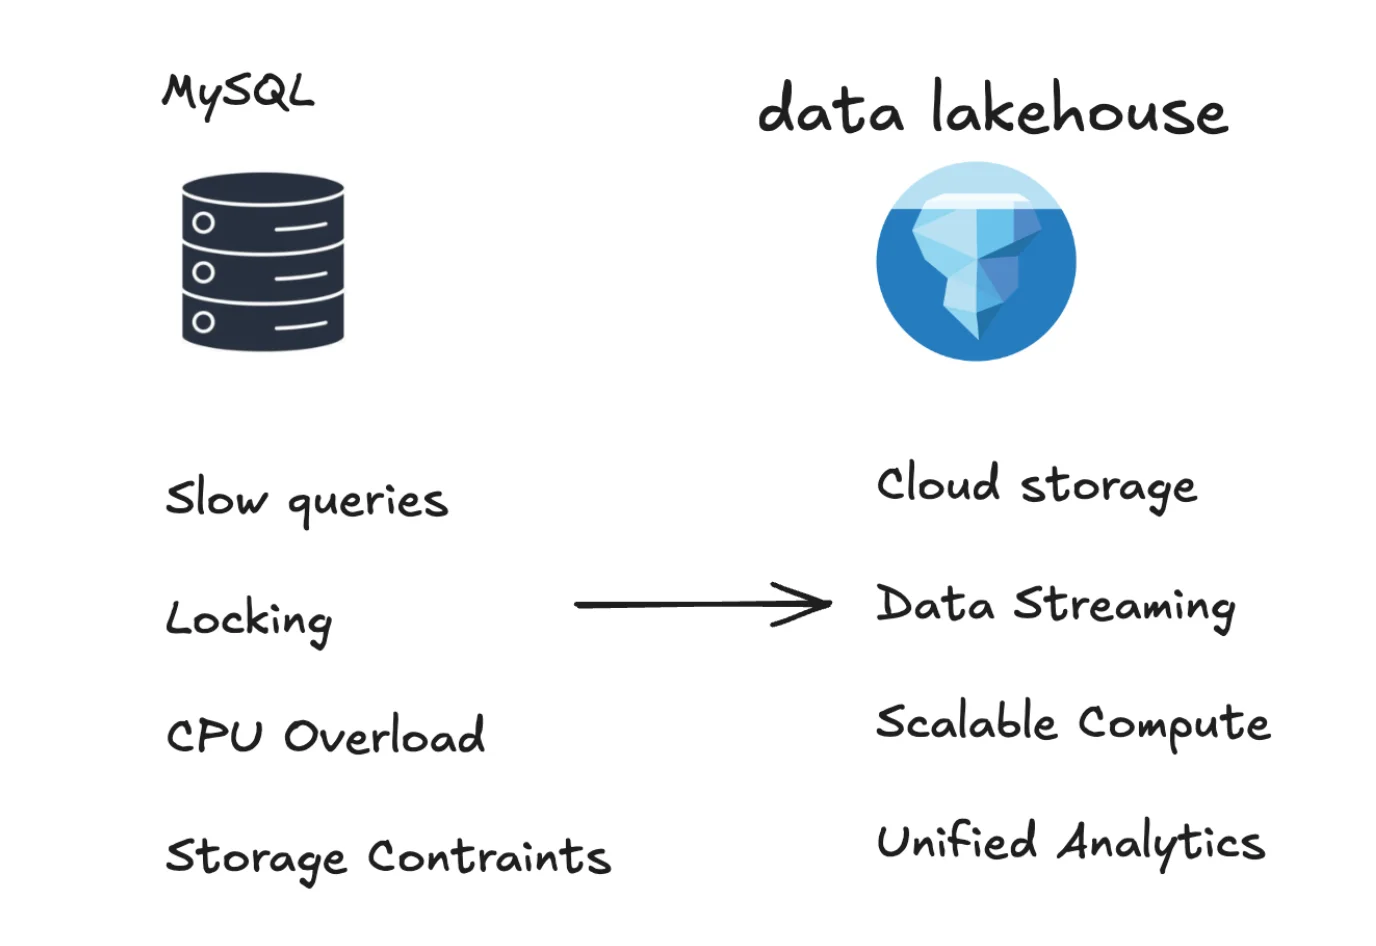 MySQL
data lakehouse
Slow queries
Locking
CPU Overload
Storage Contraints
Cloud storage
Data Streaming
Scalable Compute
Unified Analytics